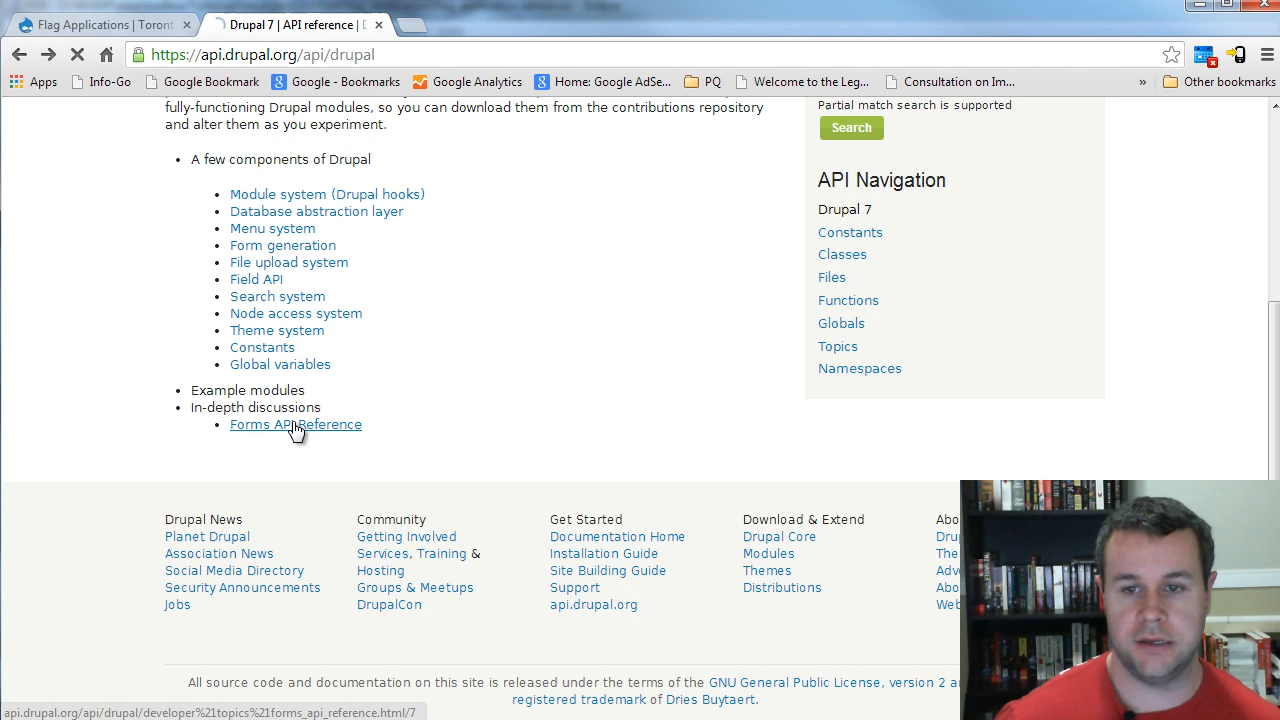 Flag Applications | Toront
Drupal 7 | API reference |
https://api.drupal.org/api/drupal
Apps
Info-Go
Google Bookmark
Google - Bookmarks
Google Analytics
Home: Google AdSe...
PQ
Welcome to the Leg...
Consultation on Im...
»
Other bookmarks
fully-functioning Drupal modules, so you can download them from the contributions repository
and alter them as you experiment.
• A few components of Drupal
• Module system (Drupal hooks)
• Database abstraction layer
• Menu system
• Form generation
• File upload system
• Field API
• Search system
• Node access system
• Theme system
• Constants
• Global variables
• Example modules
• In-depth discussions
• Forms API Reference
Partial match search is supported
Search
API Navigation
Drupal 7
Constants
Classes
Files
Functions
Globals
Topics
Namespaces
Drupal News
Planet Drupal
Association News
Social Media Directory
Security Announcements
Jobs
Community
Getting Involved
Services, Training &
Hosting
Groups & Meetups
DrupalCon
Get Started
Documentation Home
Installation Guide
Site Building Guide
Support
api.drupal.org
Download & Extend
Drupal Core
Modules
Themes
Distributions
Abo
Dru
The
Adv
Abo
Web
All source code and documentation on this site is released under the terms of the GNU General Public License, version 2 a
registered trademark of Dries Buytaert.
api.drupal.org/api/drupal/developer%21topics%21forms_api_reference.html/7